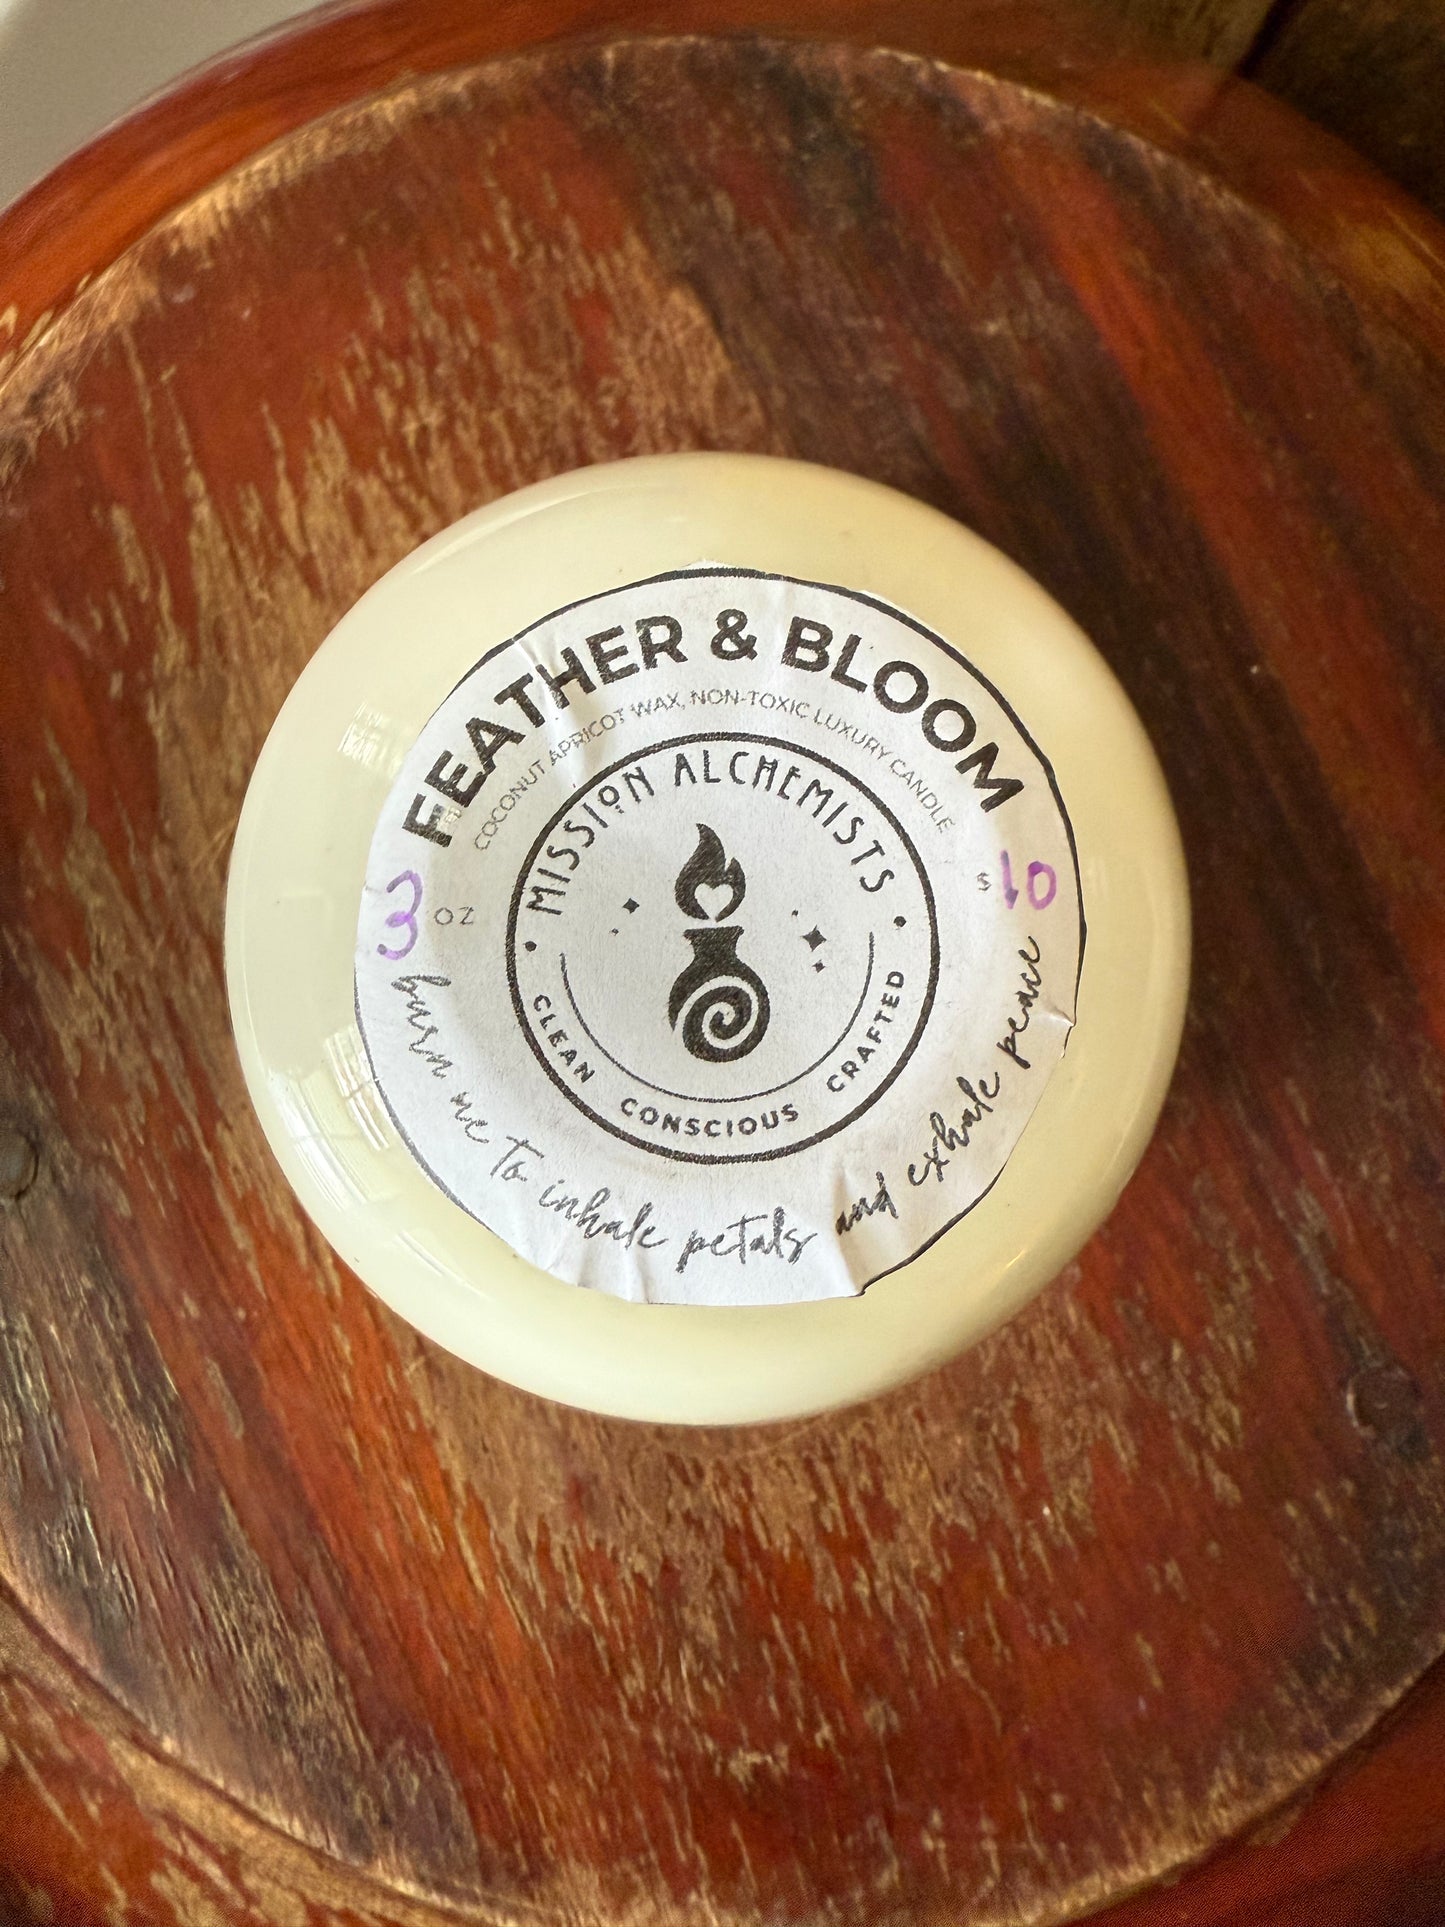 FEATHER & BLOOM
COCONUT APRICOT WAX, NON-TOXIC LUXURY CANDLE
MISSION ALCHEMISTS
3 OZ
$10
CLEAN CONSCIOUS CRAFTED
burn me to inhale petals and exhale peace